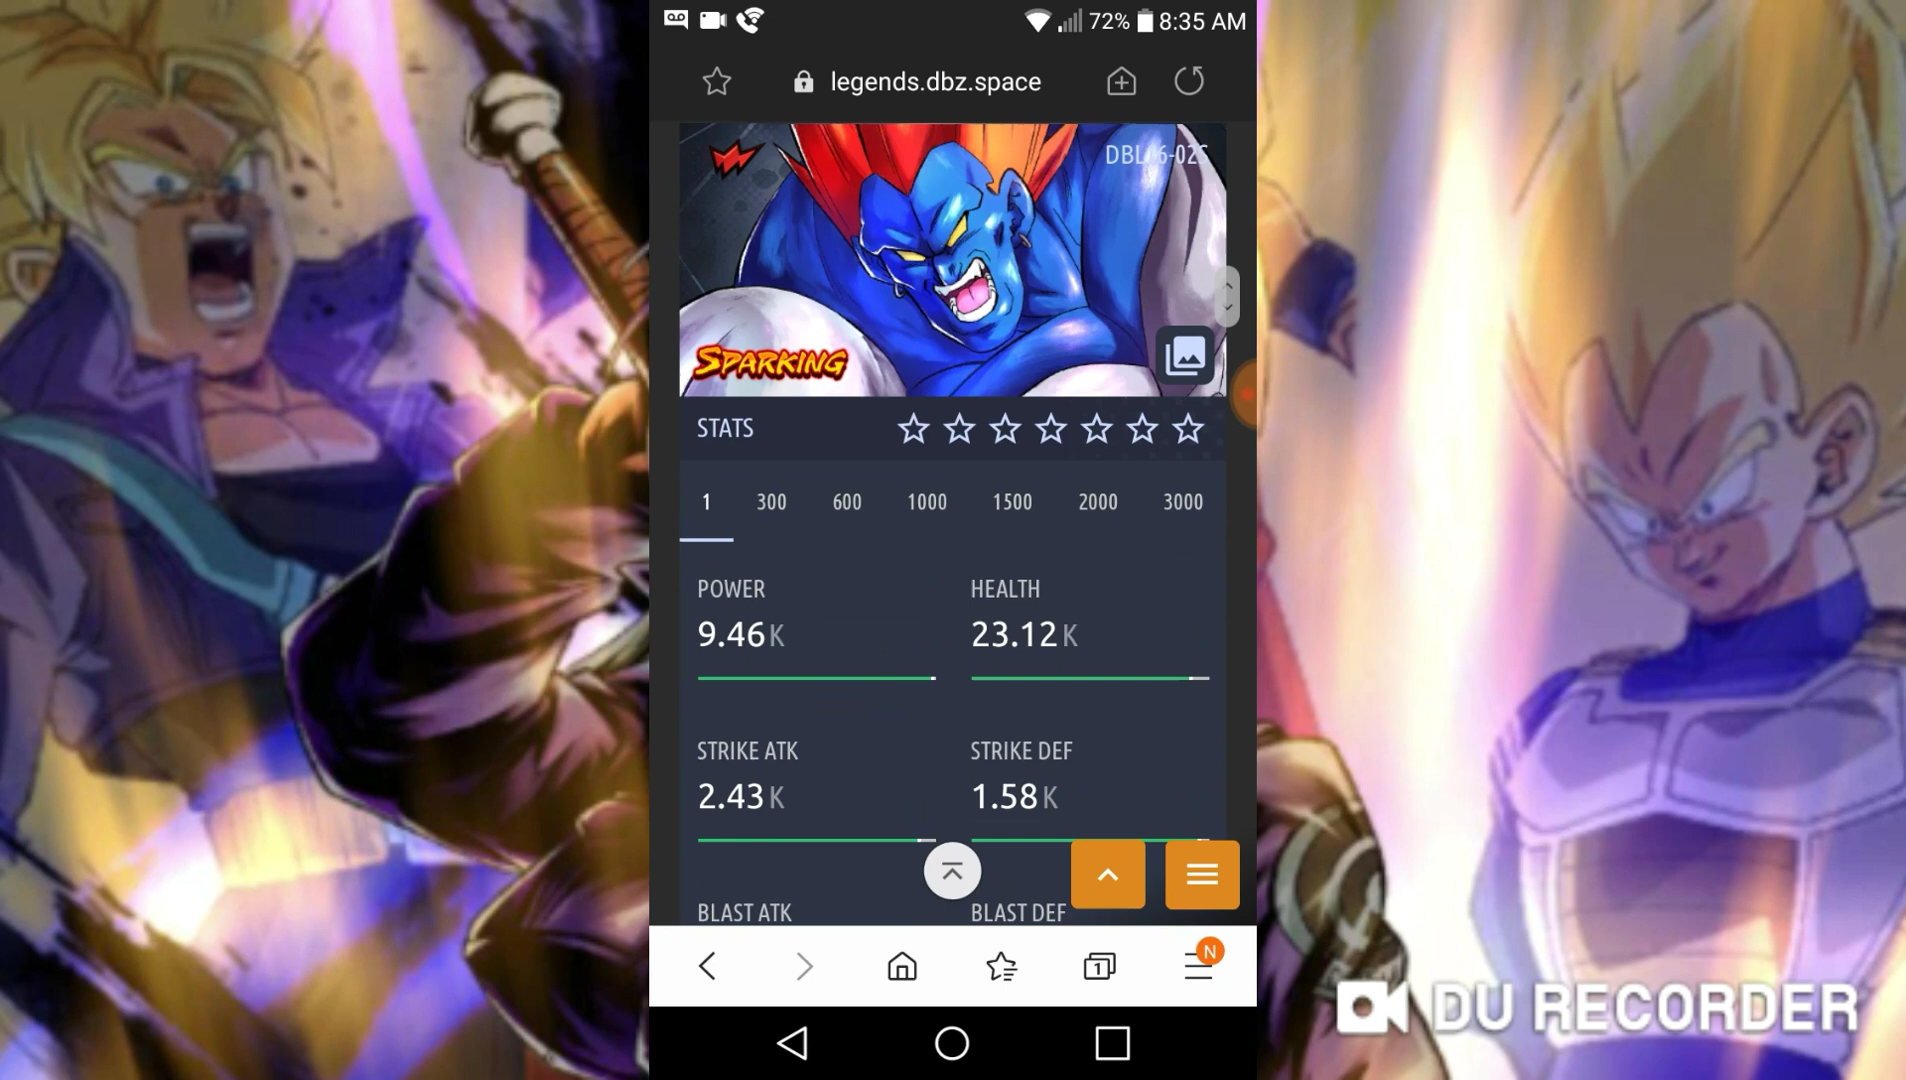 72% 8:35 AM
legends.dbz.space
SPARKING
STATS
1 300 600 1000 1500 2000 3000
POWER HEALTH
9.46K 23.12K
STRIKE ATK STRIKE DEF
2.43K 1.58K
BLAST ATK BLAST DEF
1
N
DU RECORDER